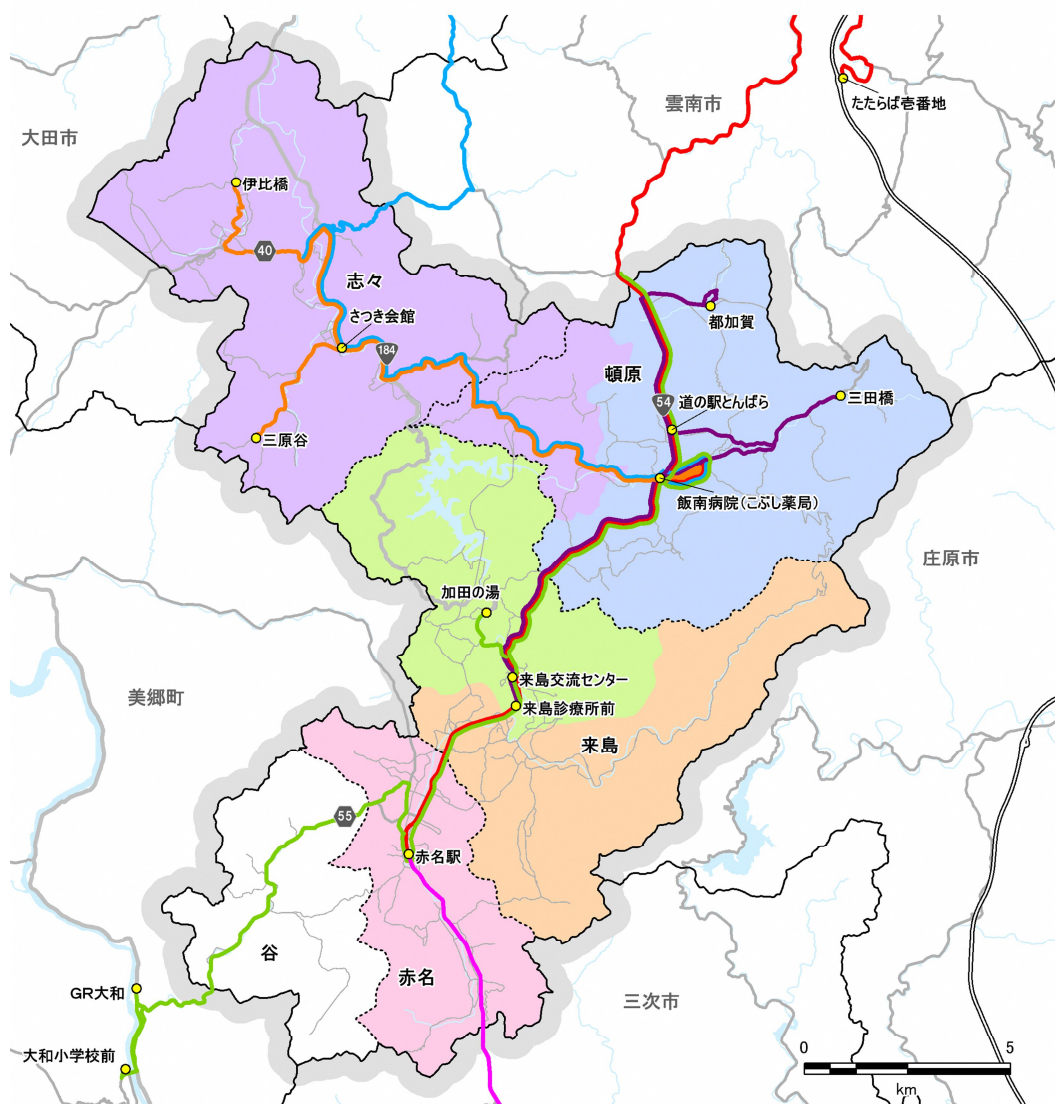 たたらば壱番地
雲南市
大田市
伊比橋
40
志々
都加賀
さつき会館
184
頓原
54
道の駅とんばら
三田橋
三原谷
飯南病院(こぶし薬局)
庄原市
加田の湯
来島交流センター
美郷町
来島診療所前
来島
55
赤名駅
谷
赤名
GR大和
三次市
大和小学校前
0
5
km